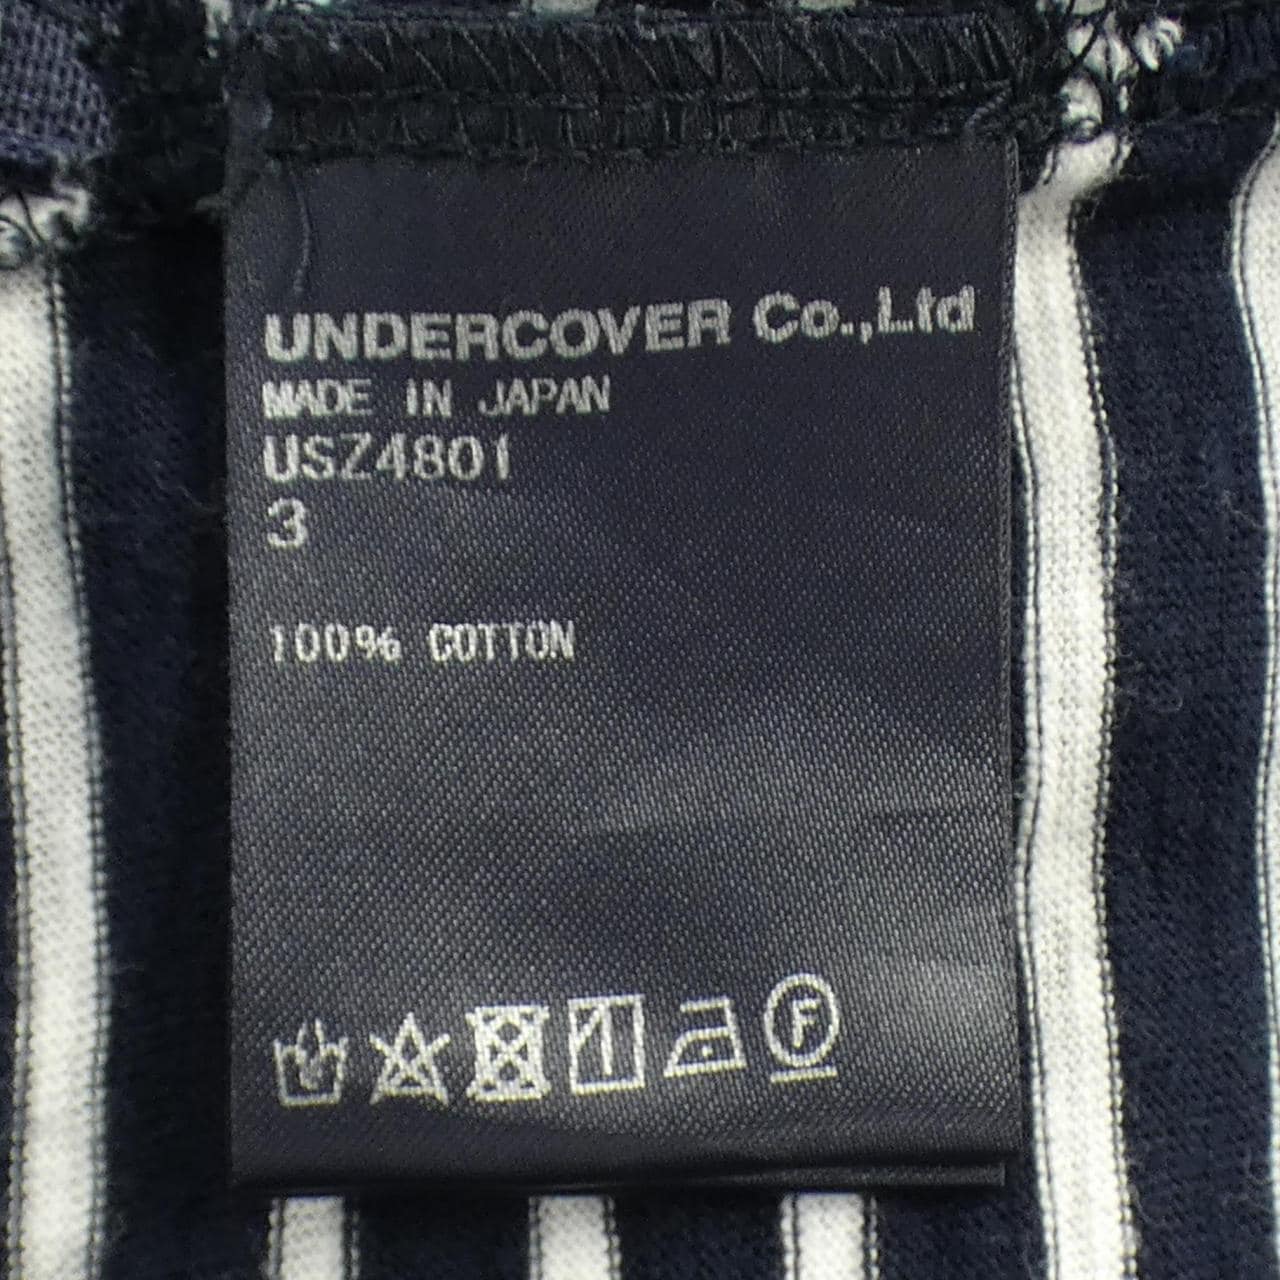 UNDERCOVER Co.,Ltd
MADE IN JAPAN
USZ4801
3
100% COTTON
F